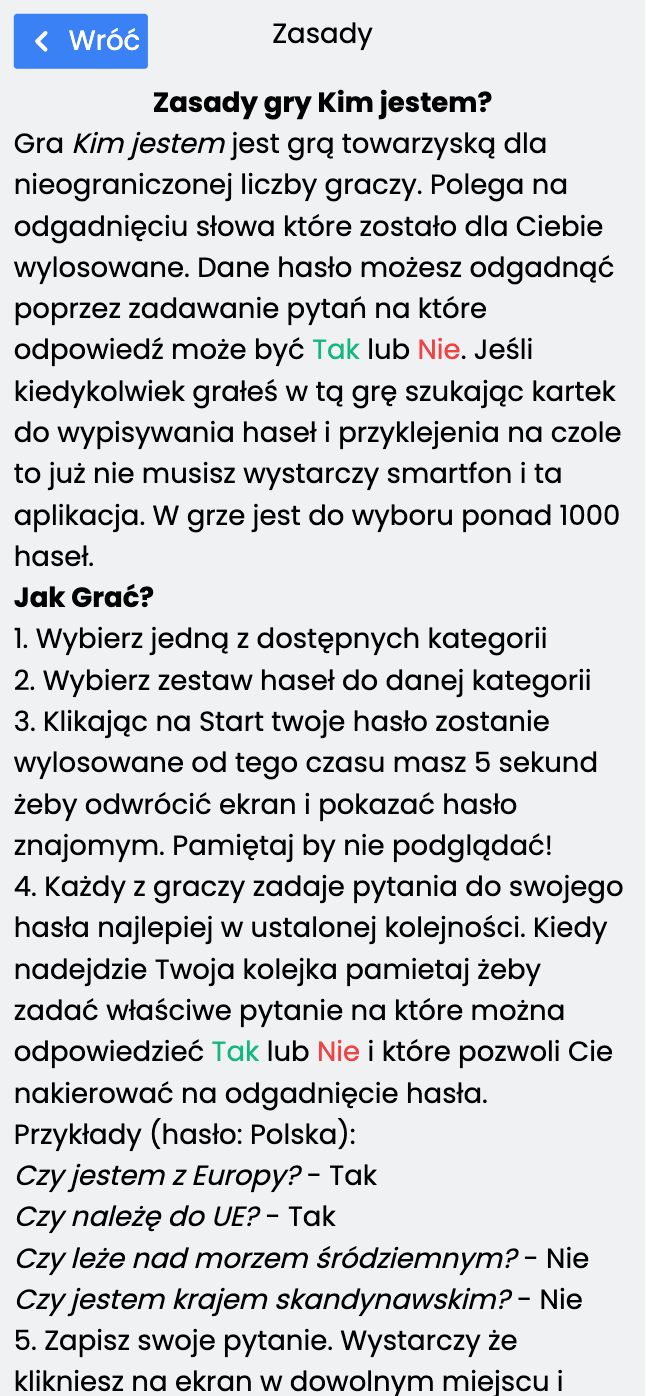 Wróć
Zasady
Zasady gry Kim jestem?
Gra Kim jestem jest grą towarzyską dla
nieograniczonej liczby graczy. Polega na
odgadnięciu słowa które zostało dla Ciebie
wylosowane. Dane hasło możesz odgadnąć
poprzez zadawanie pytań na które
odpowiedź może być Tak lub Nie. Jeśli
kiedykolwiek grałeś w tą grę szukając kartek
do wypisywania haseł i przyklejenia na czole
to już nie musisz wystarczy smartfon i ta
aplikacja. W grze jest do wyboru ponad 1000
haseł.
Jak Grać?
1. Wybierz jedną z dostępnych kategorii
2. Wybierz zestaw haseł do danej kategorii
3. Klikając na Start twoje hasło zostanie
wylosowane od tego czasu masz 5 sekund
żeby odwrócić ekran i pokazać hasło
znajomym. Pamiętaj by nie podglądać!
4. Każdy z graczy zadaje pytania do swojego
hasła najlepiej w ustalonej kolejności. Kiedy
nadejdzie Twoja kolejka pamietaj żeby
zadać właściwe pytanie na które można
odpowiedzieć Tak lub Nie i które pozwoli Cie
nakierować na odgadnięcie hasła.
Przykłady (hasło: Polska):
Czy jestem z Europy? - Tak
Czy należę do UE? - Tak
Czy leże nad morzem śródziemnym? - Nie
Czy jestem krajem skandynawskim? - Nie
5. Zapisz swoje pytanie. Wystarczy że
klikniesz na ekran w dowolnym miejscu i